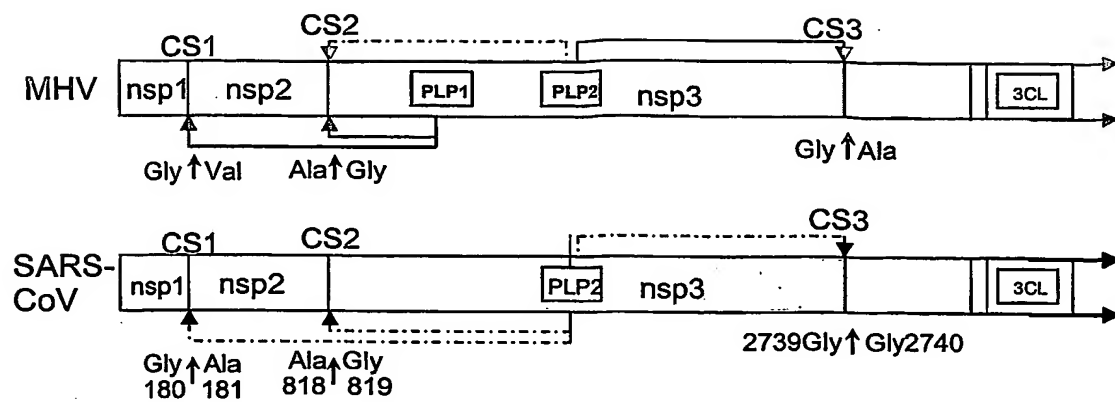 CS1 CS2 CS3
MHV nsp1 nsp2 PLP1 PLP2 nsp3 3CL
Gly Val Ala Gly Gly Ala
CS1 CS2 CS3
SARS-CoV nsp1 nsp2 PLP2 nsp3 3CL
Gly Ala Ala Gly 2739Gly Gly2740
180 181 818 819